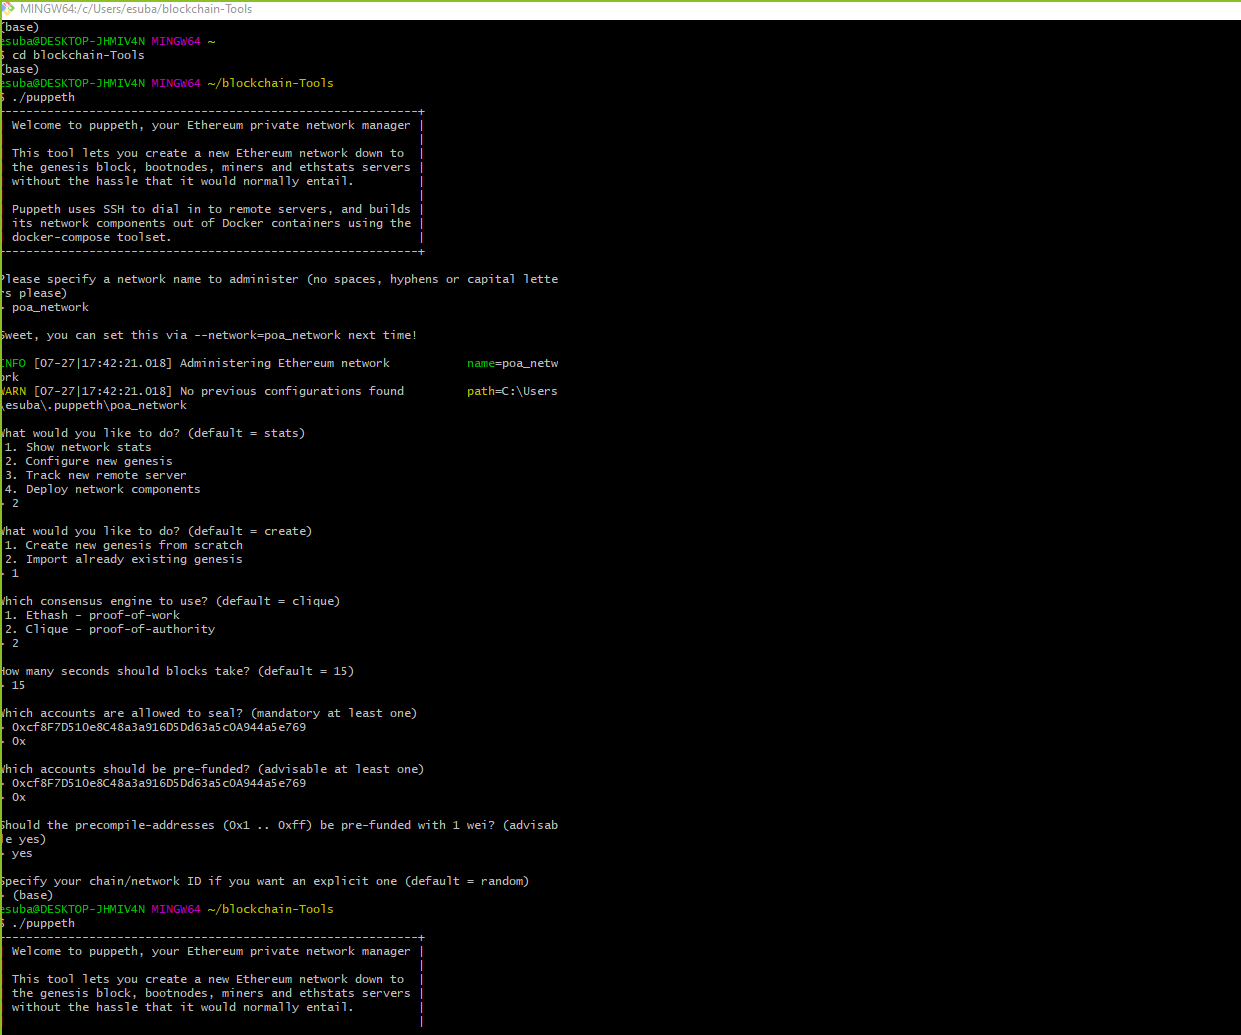 MINGW64:/c/Users/esuba/blockchain-Tools
(base)
esuba@DESKTOP-JHMIV4N MINGW64 ~
$ cd blockchain-Tools
(base)
esuba@DESKTOP-JHMIV4N MINGW64 ~/blockchain-Tools
$ ./puppeth
-----------------------------------------------------------+
| Welcome to puppeth, your Ethereum private network manager |
| |
| This tool lets you create a new Ethereum network down to |
| the genesis block, bootnodes, miners and ethstats servers |
| without the hassle that it would normally entail. |
| |
| Puppeth uses SSH to dial in to remote servers, and builds |
| its network components out of Docker containers using the |
| docker-compose toolset. |
-----------------------------------------------------------+
Please specify a network name to administer (no spaces, hyphens or capital lette
rs please)
> poa_network
Sweet, you can set this via --network=poa_network next time!
INFO [07-27|17:42:21.018] Administering Ethereum network name=poa_netw
ork
WARN [07-27|17:42:21.018] No previous configurations found path=C:\Users
\esuba\.puppeth\poa_network
What would you like to do? (default = stats)
1. Show network stats
2. Configure new genesis
3. Track new remote server
4. Deploy network components
> 2
What would you like to do? (default = create)
1. Create new genesis from scratch
2. Import already existing genesis
> 1
Which consensus engine to use? (default = clique)
1. Ethash - proof-of-work
2. Clique - proof-of-authority
> 2
How many seconds should blocks take? (default = 15)
> 15
Which accounts are allowed to seal? (mandatory at least one)
> 0xcf8F7D510e8C48a3a916D5Dd63a5c0A944a5e769
> 0x
Which accounts should be pre-funded? (advisable at least one)
> 0xcf8F7D510e8C48a3a916D5Dd63a5c0A944a5e769
> 0x
Should the precompile-addresses (0x1 .. 0xff) be pre-funded with 1 wei? (advisab
le yes)
> yes
Specify your chain/network ID if you want an explicit one (default = random)
> (base)
esuba@DESKTOP-JHMIV4N MINGW64 ~/blockchain-Tools
$ ./puppeth
-----------------------------------------------------------+
| Welcome to puppeth, your Ethereum private network manager |
| |
| This tool lets you create a new Ethereum network down to |
| the genesis block, bootnodes, miners and ethstats servers |
| without the hassle that it would normally entail. |
| |